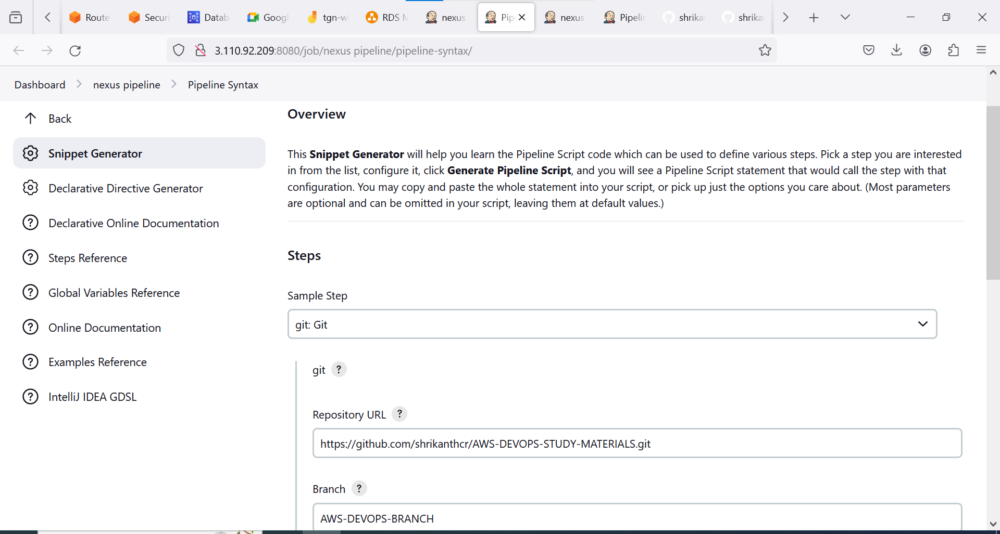 Route
Securi
Datab
Googl
tgn-wi
RDS M
nexus
Pip
nexus
Pipelin
shrika
shrika
3.110.92.209:8080/job/nexus pipeline/pipeline-syntax/
Dashboard > nexus pipeline > Pipeline Syntax
Back
Snippet Generator
Declarative Directive Generator
Declarative Online Documentation
Steps Reference
Global Variables Reference
Online Documentation
Examples Reference
IntelliJ IDEA GDSL
Overview
This Snippet Generator will help you learn the Pipeline Script code which can be used to define various steps. Pick a step you are interested
in from the list, configure it, click Generate Pipeline Script, and you will see a Pipeline Script statement that would call the step with that
configuration. You may copy and paste the whole statement into your script, or pick up just the options you care about. (Most parameters
are optional and can be omitted in your script, leaving them at default values.)
Steps
Sample Step
git: Git
git ?
Repository URL ?
https://github.com/shrikanthcr/AWS-DEVOPS-STUDY-MATERIALS.git
Branch ?
AWS-DEVOPS-BRANCH